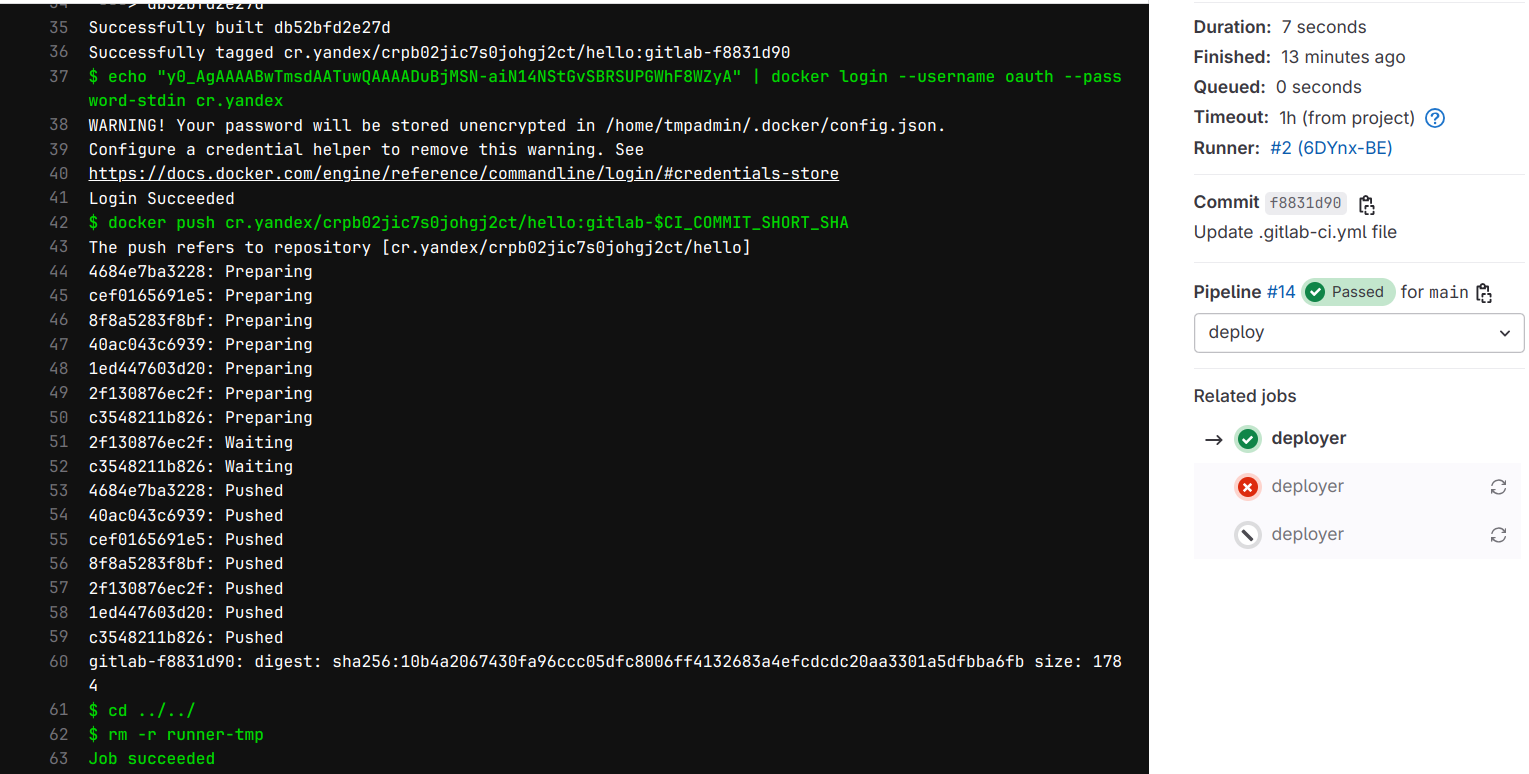 34 ---> db52bfd2e27d
35 Successfully built db52bfd2e27d
36 Successfully tagged cr.yandex/crpb02jic7s0johgj2ct/hello:gitlab-f8831d90
37 $ echo "y0_AgAAAABwTmsdAATuwQAAAADuBjMSN-aiN14NStGvSBRSUPGWhF8WZyA" | docker login --username oauth --pass
word-stdin cr.yandex
38 WARNING! Your password will be stored unencrypted in /home/tmpadmin/.docker/config.json.
39 Configure a credential helper to remove this warning. See
40 https://docs.docker.com/engine/reference/commandline/login/#credentials-store
41 Login Succeeded
42 $ docker push cr.yandex/crpb02jic7s0johgj2ct/hello:gitlab-$CI_COMMIT_SHORT_SHA
43 The push refers to repository [cr.yandex/crpb02jic7s0johgj2ct/hello]
44 4684e7ba3228: Preparing
45 cef0165691e5: Preparing
46 8f8a5283f8bf: Preparing
47 40ac043c6939: Preparing
48 1ed447603d20: Preparing
49 2f130876ec2f: Preparing
50 c3548211b826: Preparing
51 2f130876ec2f: Waiting
52 c3548211b826: Waiting
53 4684e7ba3228: Pushed
54 40ac043c6939: Pushed
55 cef0165691e5: Pushed
56 8f8a5283f8bf: Pushed
57 2f130876ec2f: Pushed
58 1ed447603d20: Pushed
59 c3548211b826: Pushed
60 gitlab-f8831d90: digest: sha256:10b4a2067430fa96ccc05dfc8006ff4132683a4efcdcdc20aa3301a5dfbba6fb size: 178
4
61 $ cd ../../
62 $ rm -r runner-tmp
63 Job succeeded
Duration: 7 seconds
Finished: 13 minutes ago
Queued: 0 seconds
Timeout: 1h (from project)
Runner: #2 (6DYnx-BE)
Commit f8831d90
Update .gitlab-ci.yml file
Pipeline #14 Passed for main
deploy
Related jobs
deployer
deployer
deployer